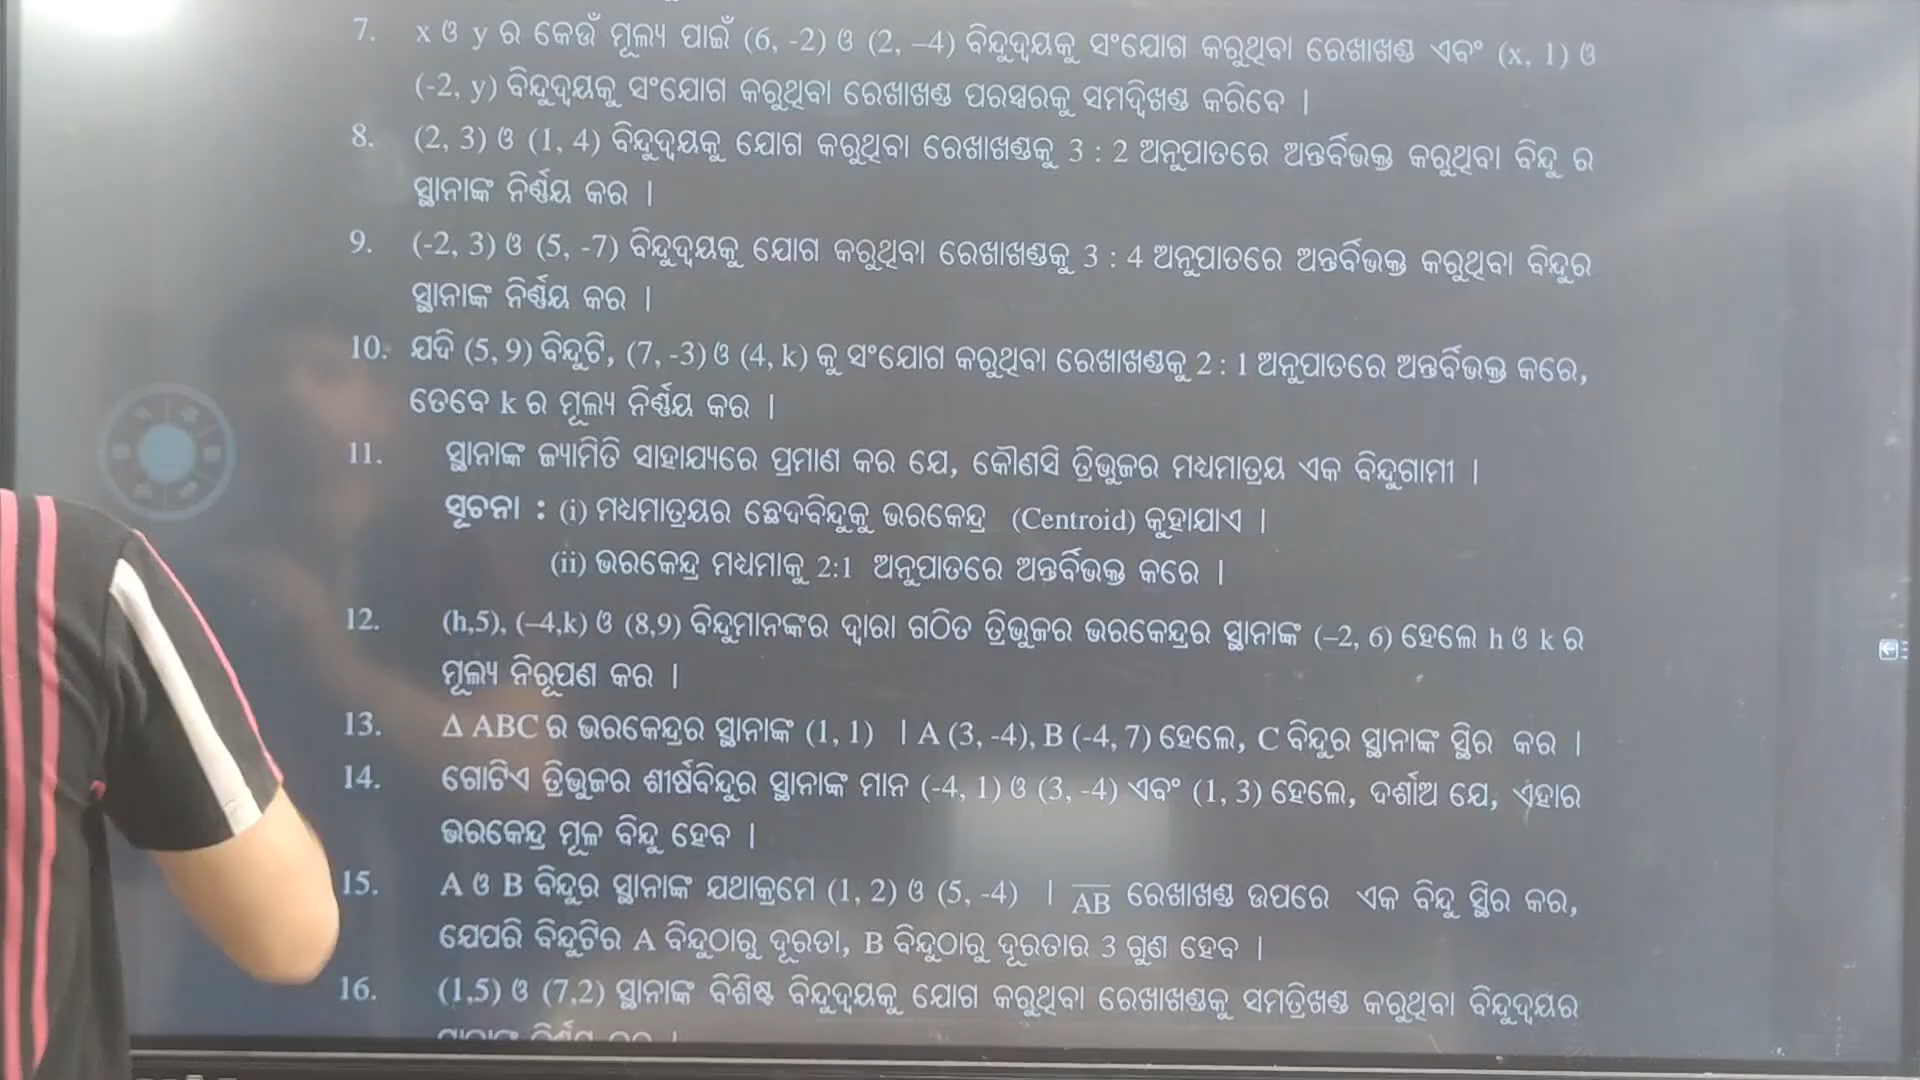 7. x ଓ y ର କେଉଁ ମୂଲ୍ୟ ପାଇଁ (6, -2) ଓ (2, –4) ବିନ୍ଦୁଦ୍ୱୟକୁ ସଂଯୋଗ କରୁଥିବା ରେଖାଖଣ୍ଡ ଏବଂ (x, 1) ଓ
(-2, y) ବିନ୍ଦୁଦ୍ୱୟକୁ ସଂଯୋଗ କରୁଥିବା ରେଖାଖଣ୍ଡ ପରସ୍ପରକୁ ସମଦ୍ୱିଖଣ୍ଡ କରିବେ |
8. (2, 3) ଓ (1, 4) ବିନ୍ଦୁଦ୍ୱୟକୁ ଯୋଗ କରୁଥିବା ରେଖାଖଣ୍ଡକୁ 3 : 2 ଅନୁପାତରେ ଅନ୍ତର୍ବିଭକ୍ତ କରୁଥିବା ବିନ୍ଦୁ ର
ସ୍ଥାନାଙ୍କ ନିର୍ଣ୍ଣୟ କର |
9. (-2, 3) ଓ (5, -7) ବିନ୍ଦୁଦ୍ୱୟକୁ ଯୋଗ କରୁଥିବା ରେଖାଖଣ୍ଡକୁ 3 : 4 ଅନୁପାତରେ ଅନ୍ତର୍ବିଭକ୍ତ କରୁଥିବା ବିନ୍ଦୁର
ସ୍ଥାନାଙ୍କ ନିର୍ଣ୍ଣୟ କର |
10. ଯଦି (5, 9) ବିନ୍ଦୁଟି, (7, -3) ଓ (4, k) କୁ ସଂଯୋଗ କରୁଥିବା ରେଖାଖଣ୍ଡକୁ 2 : 1 ଅନୁପାତରେ ଅନ୍ତର୍ବିଭକ୍ତ କରେ,
ତେବେ k ର ମୂଲ୍ୟ ନିର୍ଣ୍ଣୟ କର |
11. ସ୍ଥାନାଙ୍କ ଜ୍ୟାମିତି ସାହାଯ୍ୟରେ ପ୍ରମାଣ କର ଯେ, କୌଣସି ତ୍ରିଭୁଜର ମଧ୍ୟମାତ୍ରୟ ଏକ ବିନ୍ଦୁଗାମୀ |
ସୂଚନା : (i) ମଧ୍ୟମାତ୍ରୟର ଛେଦବିନ୍ଦୁକୁ ଭରକେନ୍ଦ୍ର (Centroid) କୁହାଯାଏ |
(ii) ଭରକେନ୍ଦ୍ର ମଧ୍ୟମାକୁ 2:1 ଅନୁପାତରେ ଅନ୍ତର୍ବିଭକ୍ତ କରେ |
12. (h,5), (–4,k) ଓ (8,9) ବିନ୍ଦୁମାନଙ୍କର ଦ୍ୱାରା ଗଠିତ ତ୍ରିଭୁଜର ଭରକେନ୍ଦ୍ରର ସ୍ଥାନାଙ୍କ (–2, 6) ହେଲେ h ଓ k ର
ମୂଲ୍ୟ ନିରୂପଣ କର |
13. Δ ABC ର ଭରକେନ୍ଦ୍ରର ସ୍ଥାନାଙ୍କ (1, 1) | A (3, -4), B (-4, 7) ହେଲେ, C ବିନ୍ଦୁର ସ୍ଥାନାଙ୍କ ସ୍ଥିର କର |
14. ଗୋଟିଏ ତ୍ରିଭୁଜର ଶୀର୍ଷବିନ୍ଦୁର ସ୍ଥାନାଙ୍କ ମାନ (-4, 1) ଓ (3, -4) ଏବଂ (1, 3) ହେଲେ, ଦର୍ଶାଅ ଯେ, ଏହାର
ଭରକେନ୍ଦ୍ର ମୂଳ ବିନ୍ଦୁ ହେବ |
15. A ଓ B ବିନ୍ଦୁର ସ୍ଥାନାଙ୍କ ଯଥାକ୍ରମେ (1, 2) ଓ (5, -4) | A̅B̅ ରେଖାଖଣ୍ଡ ଉପରେ ଏକ ବିନ୍ଦୁ ସ୍ଥିର କର,
ଯେପରି ବିନ୍ଦୁଟିର A ବିନ୍ଦୁଠାରୁ ଦୂରତା, B ବିନ୍ଦୁଠାରୁ ଦୂରତାର 3 ଗୁଣ ହେବ |
16. (1,5) ଓ (7,2) ସ୍ଥାନାଙ୍କ ବିଶିଷ୍ଟ ବିନ୍ଦୁଦ୍ୱୟକୁ ଯୋଗ କରୁଥିବା ରେଖାଖଣ୍ଡକୁ ସମତ୍ରିଖଣ୍ଡ କରୁଥିବା ବିନ୍ଦୁଦ୍ୱୟର